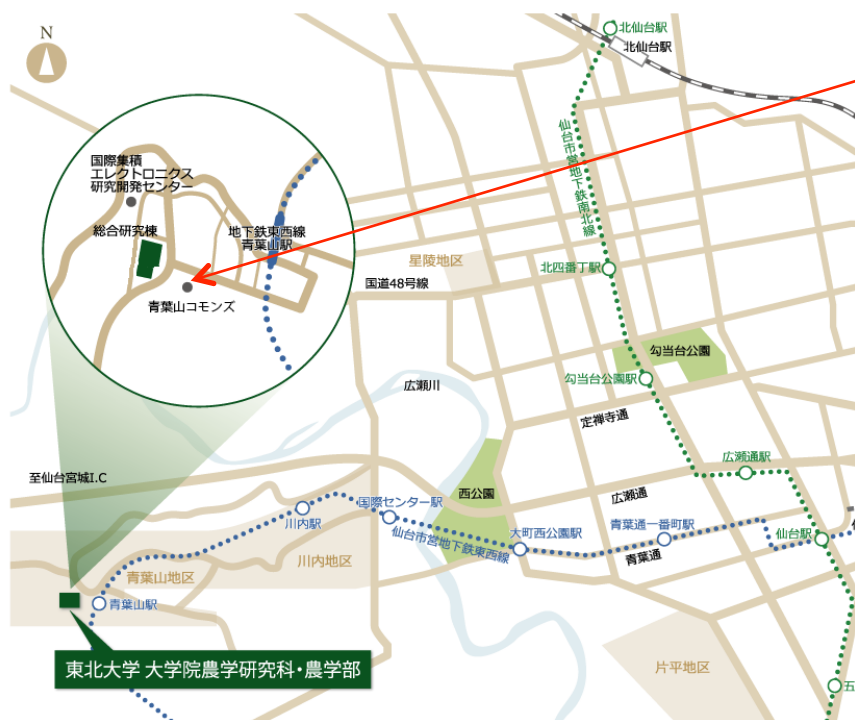 N
北仙台駅
北仙台駅
仙台市営地下鉄南北線
国際集積
エレクトロニクス
研究開発センター
総合研究棟
地下鉄東西線
青葉山駅
青葉山コモンズ
星陵地区
国道48号線
北四番丁駅
勾当台公園
勾当台公園駅
広瀬川
定禅寺通
広瀬通駅
至仙台宮城I.C
西公園
広瀬通
国際センター駅
川内駅
仙台市営地下鉄東西線
大町西公園駅
青葉通一番町駅
青葉通
仙台駅
川内地区
青葉山地区
青葉山駅
東北大学 大学院農学研究科・農学部
片平地区
五